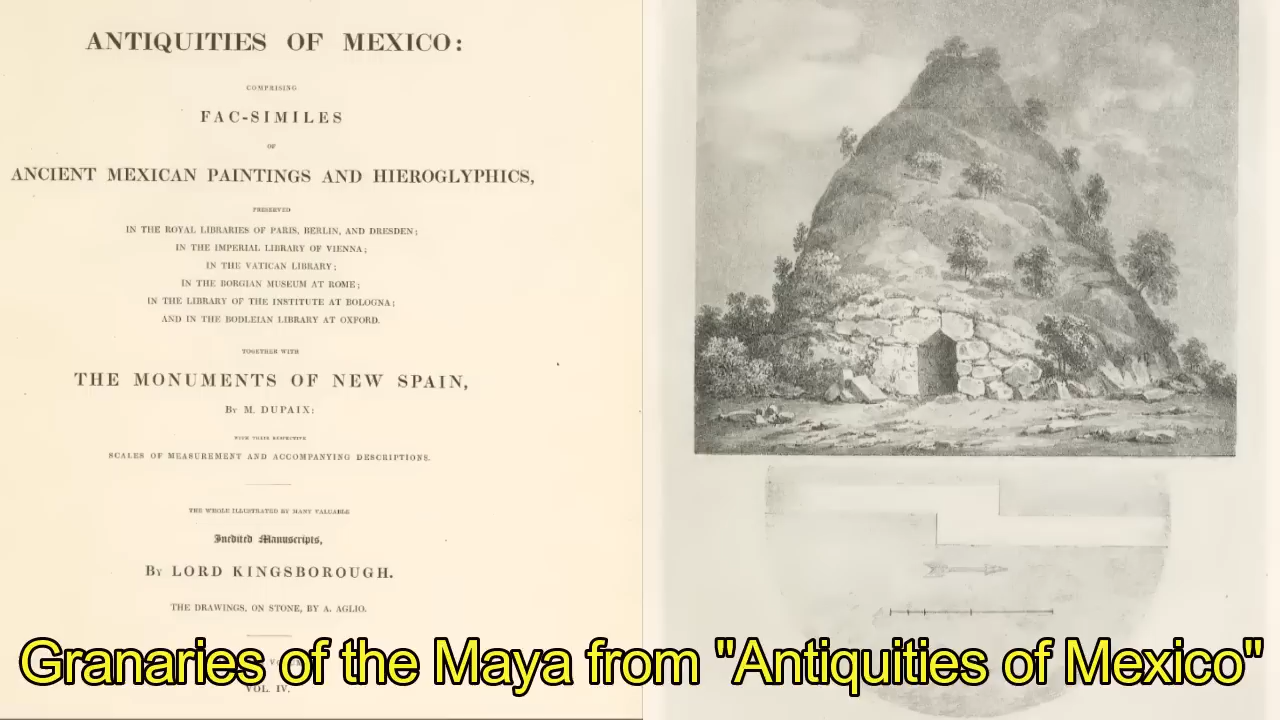 ANTIQUITIES OF MEXICO:
COMPRISING
FAC-SIMILES
OF
ANCIENT MEXICAN PAINTINGS AND HIEROGLYPHICS,
PRESERVED
IN THE ROYAL LIBRARIES OF PARIS, BERLIN, AND DRESDEN;
IN THE IMPERIAL LIBRARY OF VIENNA;
IN THE VATICAN LIBRARY;
IN THE BORGIAN MUSEUM AT ROME;
IN THE LIBRARY OF THE INSTITUTE AT BOLOGNA;
AND IN THE BODLEIAN LIBRARY AT OXFORD.
TOGETHER WITH
THE MONUMENTS OF NEW SPAIN,
BY M. DUPAIX:
WITH THEIR RESPECTIVE
SCALES OF MEASUREMENT AND ACCOMPANYING DESCRIPTIONS.
THE WHOLE ILLUSTRATED BY MANY VALUABLE
Inedited Manuscripts,
BY LORD KINGSBOROUGH.
THE DRAWINGS, ON STONE, BY A. AGLIO.
Granaries of the Maya from "Antiquities of Mexico"
VOL. IV.